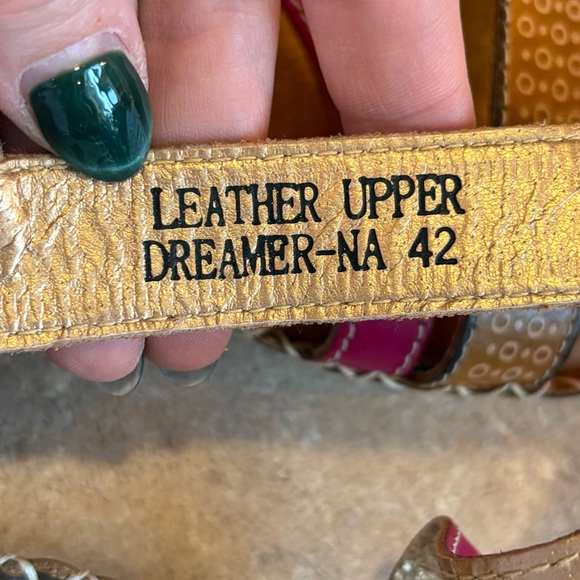 LEATHER UPPER
DREAMER-NA 42